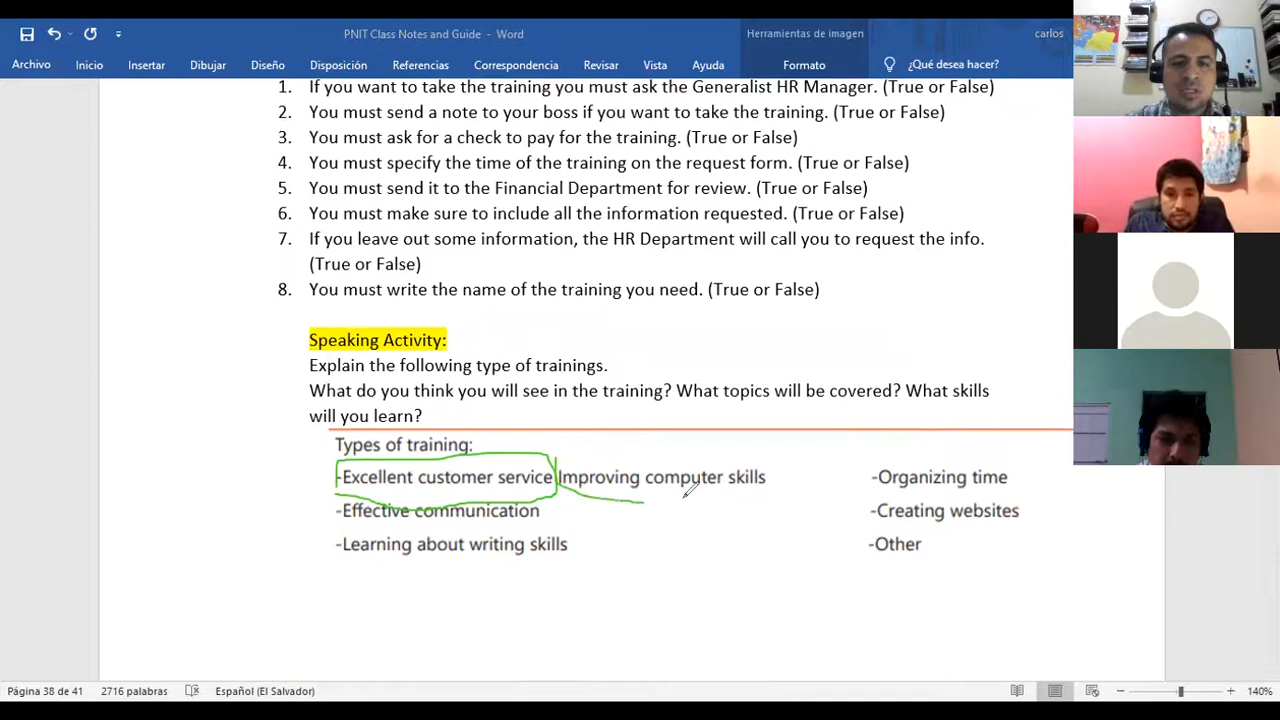 PNIT Class Notes and Guide - Word
Herramientas de imagen
carlos
Archivo Inicio Insertar Dibujar Diseño Disposición Referencias Correspondencia Revisar Vista Ayuda Formato ¿Qué desea hacer?
1. If you want to take the training you must ask the Generalist HR Manager. (True or False)
2. You must send a note to your boss if you want to take the training. (True or False)
3. You must ask for a check to pay for the training. (True or False)
4. You must specify the time of the training on the request form. (True or False)
5. You must send it to the Financial Department for review. (True or False)
6. You must make sure to include all the information requested. (True or False)
7. If you leave out some information, the HR Department will call you to request the info.
(True or False)
8. You must write the name of the training you need. (True or False)
Speaking Activity:
Explain the following type of trainings.
What do you think you will see in the training? What topics will be covered? What skills
will you learn?
Types of training:
-Excellent customer service Improving computer skills -Organizing time
-Effective communication -Creating websites
-Learning about writing skills -Other
Página 38 de 41 2716 palabras Español (El Salvador) 140%